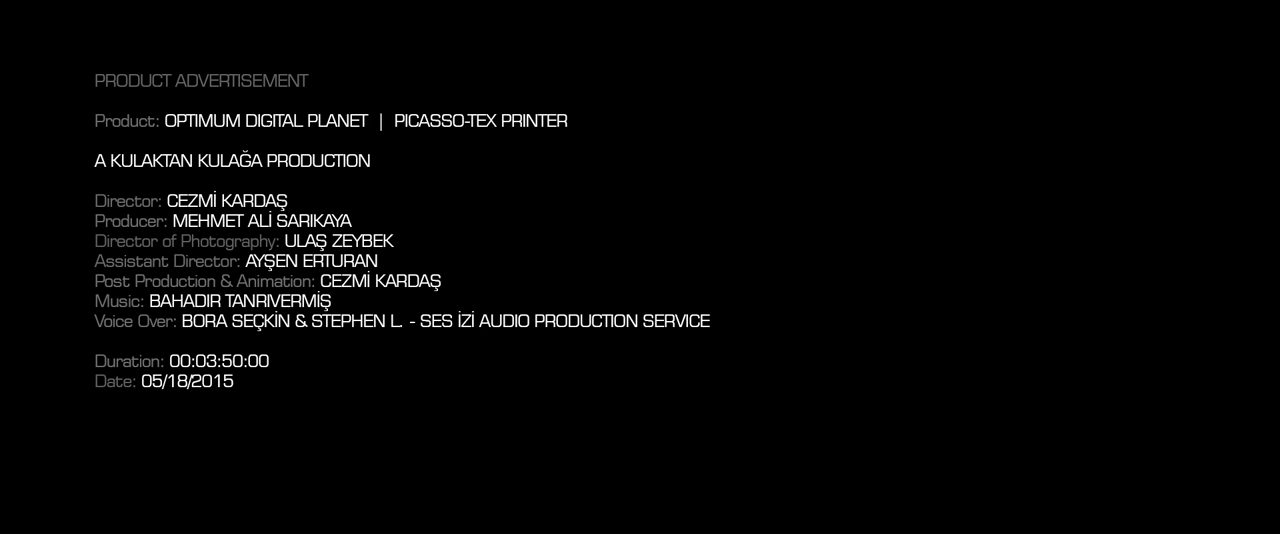 PRODUCT ADVERTISEMENT
Product: OPTIMUM DIGITAL PLANET | PICASSO-TEX PRINTER
A KULAKTAN KULAĞA PRODUCTION
Director: CEZMİ KARDAŞ
Producer: MEHMET ALİ SARIKAYA
Director of Photography: ULAŞ ZEYBEK
Assistant Director: AYŞEN ERTURAN
Post Production & Animation: CEZMİ KARDAŞ
Music: BAHADIR TANRIVERMİŞ
Voice Over: BORA SEÇKİN & STEPHEN L. - SES İZİ AUDIO PRODUCTION SERVICE
Duration: 00:03:50:00
Date: 05/18/2015